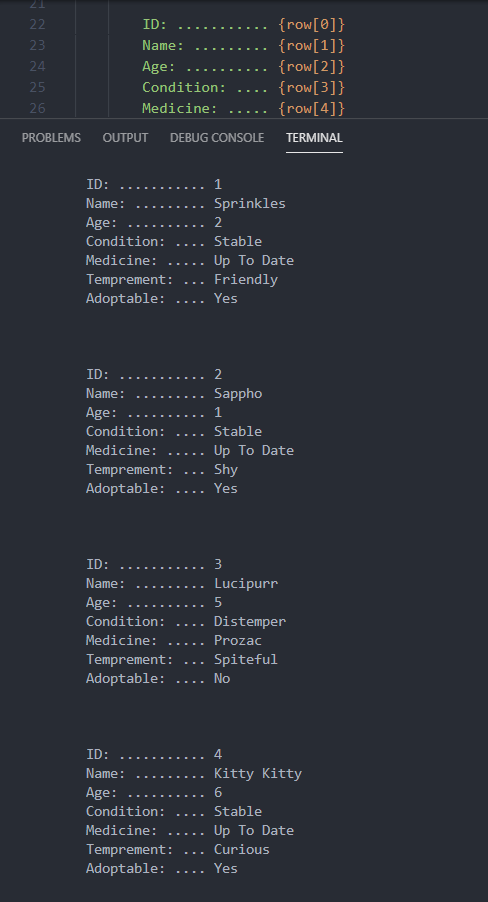 21
22 ID: ........... {row[0]}
23 Name: ......... {row[1]}
24 Age: .......... {row[2]}
25 Condition: .... {row[3]}
26 Medicine: ..... {row[4]}
PROBLEMS OUTPUT DEBUG CONSOLE TERMINAL
ID: ........... 1
Name: ......... Sprinkles
Age: .......... 2
Condition: .... Stable
Medicine: ..... Up To Date
Temprement: ... Friendly
Adoptable: .... Yes
ID: ........... 2
Name: ......... Sappho
Age: .......... 1
Condition: .... Stable
Medicine: ..... Up To Date
Temprement: ... Shy
Adoptable: .... Yes
ID: ........... 3
Name: ......... Lucipurr
Age: .......... 5
Condition: .... Distemper
Medicine: ..... Prozac
Temprement: ... Spiteful
Adoptable: .... No
ID: ........... 4
Name: ......... Kitty Kitty
Age: .......... 6
Condition: .... Stable
Medicine: ..... Up To Date
Temprement: ... Curious
Adoptable: .... Yes